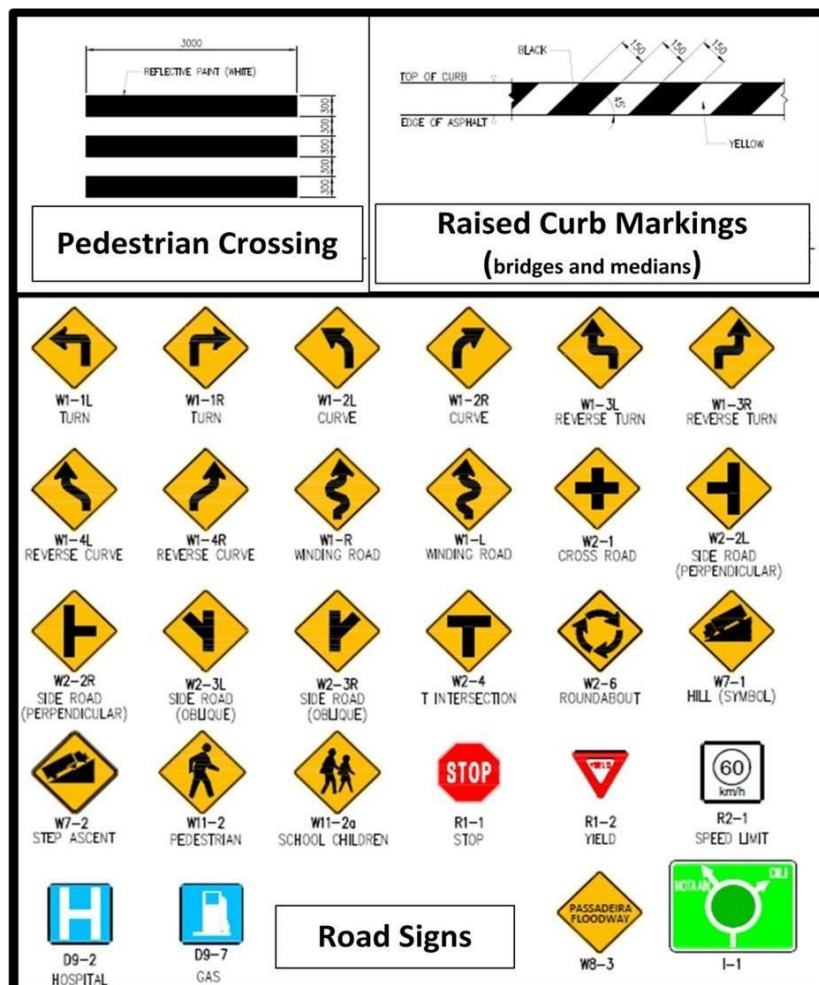 3000
REFLECTIVE PAINT (WHITE)
300
300
300
300
300
Pedestrian Crossing
BLACK
150
150
150
TOP OF CURB
45°
EDGE OF ASPHALT
YELLOW
Raised Curb Markings
(bridges and medians)
W1-1L
TURN
W1-1R
TURN
W1-2L
CURVE
W1-2R
CURVE
W1-3L
REVERSE TURN
W1-3R
REVERSE TURN
W1-4L
REVERSE CURVE
W1-4R
REVERSE CURVE
W1-R
WINDING ROAD
W1-L
WINDING ROAD
W2-1
CROSS ROAD
W2-2L
SIDE ROAD
(PERPENDICULAR)
W2-2R
SIDE ROAD
(PERPENDICULAR)
W2-3L
SIDE ROAD
(OBLIQUE)
W2-3R
SIDE ROAD
(OBLIQUE)
W2-4
T INTERSECTION
W2-6
ROUNDABOUT
W7-1
HILL (SYMBOL)
W7-2
STEP ASCENT
W11-2
PEDESTRIAN
W11-2a
SCHOOL CHILDREN
STOP
R1-1
STOP
YIELD
R1-2
YIELD
60
km/h
R2-1
SPEED LIMIT
H
D9-2
HOSPITAL
D9-7
GAS
Road Signs
PASSADEIRA
FLOODWAY
W8-3
MOTAAN
DILI
I-1